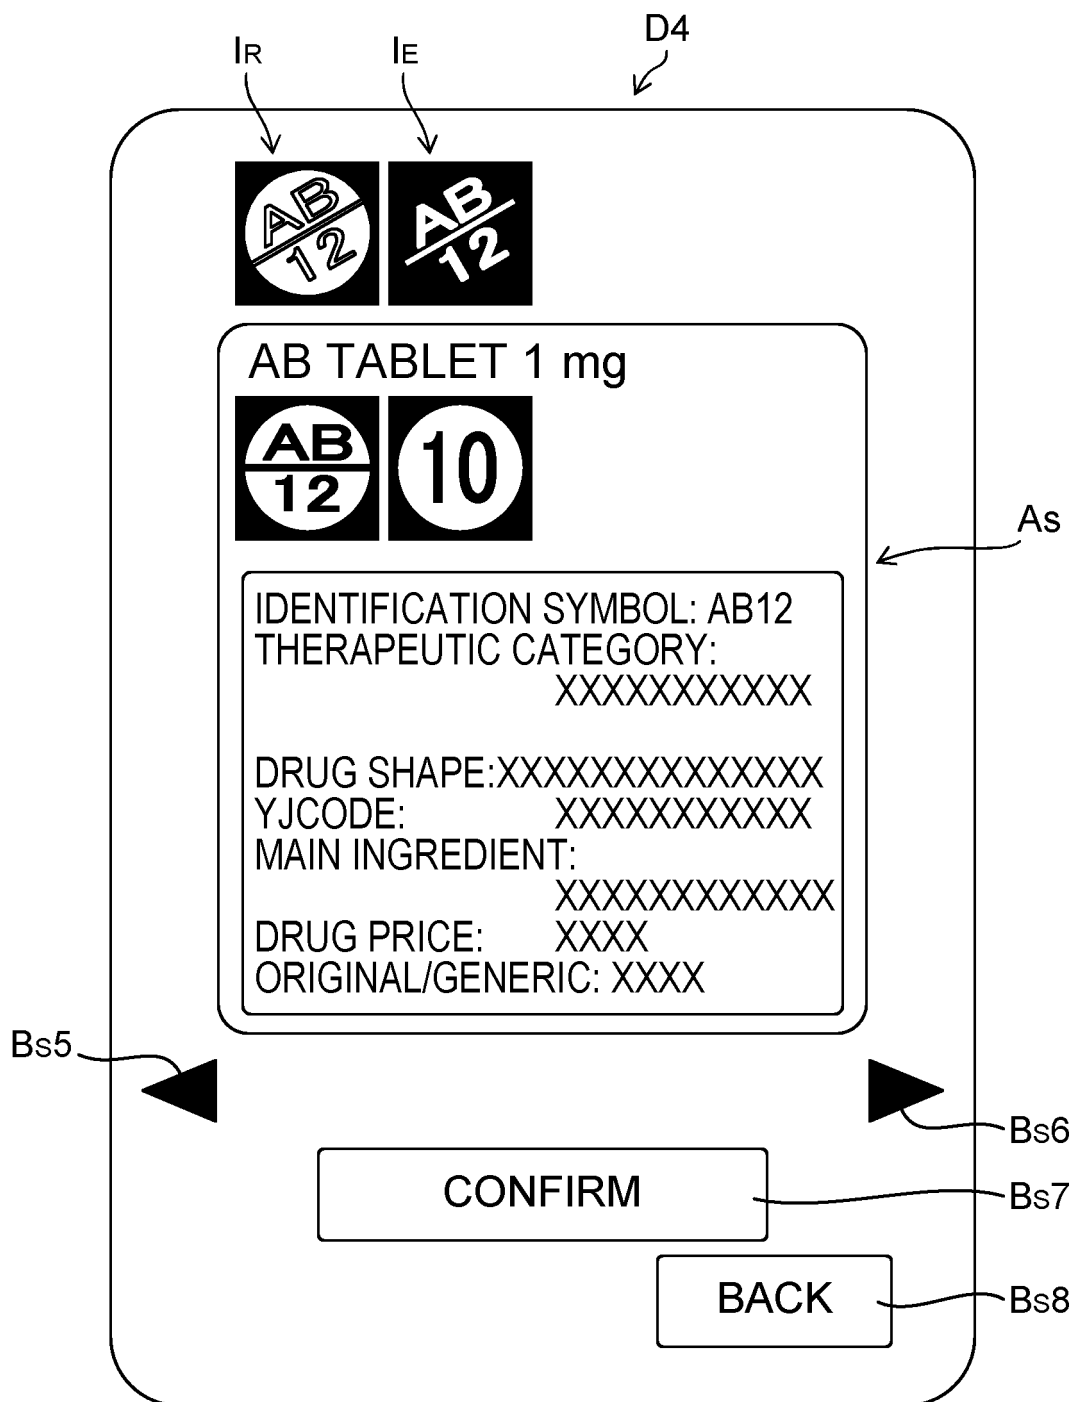 D4
IR
IE
AB
12
AB
12
AB TABLET 1 mg
AB
12
10
As
IDENTIFICATION SYMBOL: AB12
THERAPEUTIC CATEGORY:
XXXXXXXXXXX
DRUG SHAPE:XXXXXXXXXXXXXX
YJCODE: XXXXXXXXXXX
MAIN INGREDIENT:
XXXXXXXXXXXX
DRUG PRICE: XXXX
ORIGINAL/GENERIC: XXXX
Bs5
Bs6
CONFIRM
Bs7
BACK
Bs8